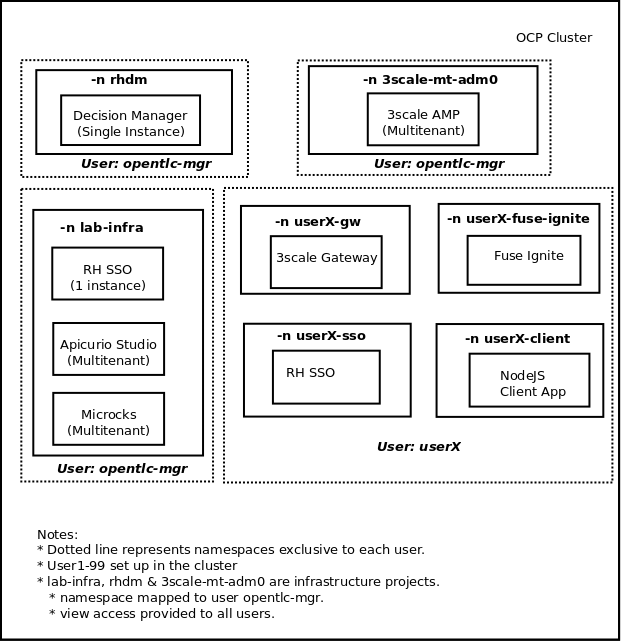 OCP Cluster
-n rhdm
Decision Manager
(Single Instance)
User: opentlc-mgr
-n 3scale-mt-adm0
3scale AMP
(Multitenant)
User: opentlc-mgr
-n lab-infra
RH SSO
(1 instance)
Apicurio Studio
(Multitenant)
Microcks
(Multitenant)
User: opentlc-mgr
-n userX-gw
3scale Gateway
-n userX-fuse-ignite
Fuse Ignite
-n userX-sso
RH SSO
-n userX-client
NodeJS
Client App
User: userX
Notes:
* Dotted line represents namespaces exclusive to each user.
* User1-99 set up in the cluster
* lab-infra, rhdm & 3scale-mt-adm0 are infrastructure projects.
* namespace mapped to user opentlc-mgr.
* view access provided to all users.